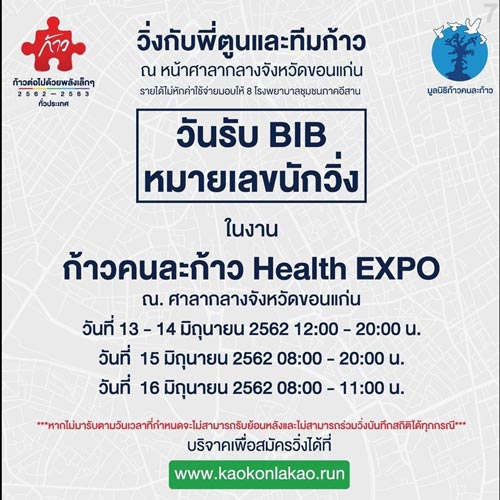 ก้าว
ก้าวต่อไปด้วยพลังเล็กๆ
2562-2563
ทั่วประเทศ
วิ่งกับพี่ตูนและทีมก้าว
ณ หน้าศาลากลางจังหวัดขอนแก่น
รายได้ไม่หักค่าใช้จ่ายมอบให้ 8 โรงพยาบาลชุมชนภาคอีสาน
มูลนิธิก้าวคนละก้าว
วันรับ BIB
หมายเลขนักวิ่ง
ในงาน
ก้าวคนละก้าว Health EXPO
ณ. ศาลากลางจังหวัดขอนแก่น
วันที่ 13 - 14 มิถุนายน 2562 12:00 - 20:00 น.
วันที่ 15 มิถุนายน 2562 08:00 - 20:00 น.
วันที่ 16 มิถุนายน 2562 08:00 - 11:00 น.
***หากไม่มารับตามวันเวลาที่กำหนดจะไม่สามารถรับย้อนหลังและไม่สามารถร่วมวิ่งบันทึกสถิติได้ทุกกรณี***
บริจาคเพื่อสมัครวิ่งได้ที่
www.kaokonlakao.run